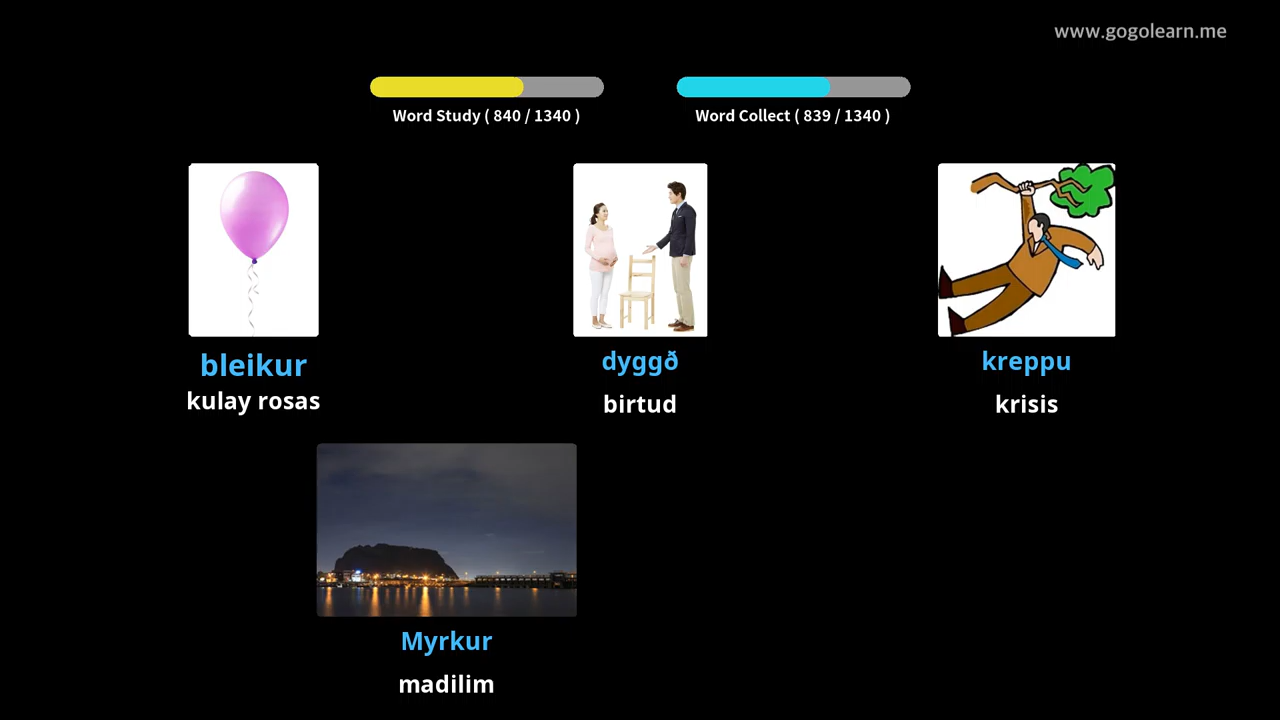 www.gogolearn.me
Word Study ( 840 / 1340 )
Word Collect ( 839 / 1340 )
bleikur
kulay rosas
dyggð
birtud
kreppu
krisis
Myrkur
madilim